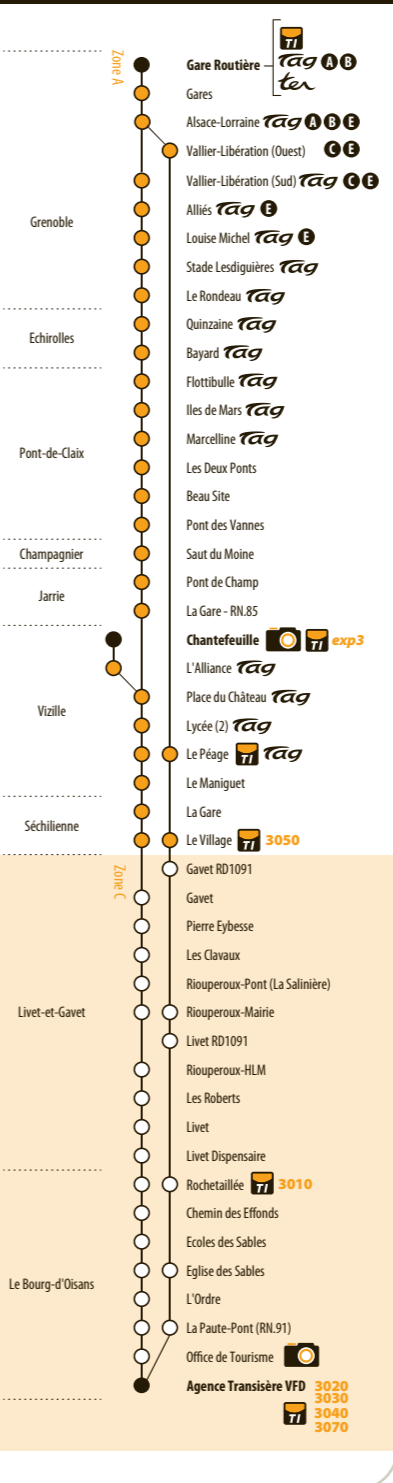 Zone A
TI
Gare Routière Tag A B
ter
Gares
Alsace-Lorraine Tag A B E
Vallier-Libération (Ouest) C E
Vallier-Libération (Sud) Tag C E
Grenoble
Alliés Tag E
Louise Michel Tag E
Stade Lesdiguières Tag
Le Rondeau Tag
Quinzaine Tag
Echirolles
Bayard Tag
Flottibulle Tag
Iles de Mars Tag
Marcelline Tag
Pont-de-Claix
Les Deux Ponts
Beau Site
Pont des Vannes
Champagnier Saut du Moine
Pont de Champ
Jarrie
La Gare - RN.85
Chantefeuille TI exp3
L'Alliance Tag
Place du Château Tag
Vizille
Lycée (2) Tag
Le Péage TI Tag
Le Maniguet
La Gare
Séchilienne
Le Village TI 3050
Zone C
Gavet RD1091
Gavet
Pierre Eybesse
Les Clavaux
Riouperoux-Pont (La Salinière)
Livet-et-Gavet Riouperoux-Mairie
Livet RD1091
Riouperoux-HLM
Les Roberts
Livet
Livet Dispensaire
Rochetaillée TI 3010
Chemin des Effonds
Ecoles des Sables
Eglise des Sables
Le Bourg-d'Oisans
L'Ordre
La Paute-Pont (RN.91)
Office de Tourisme
Agence Transisère VFD 3020
3030
TI 3040
3070